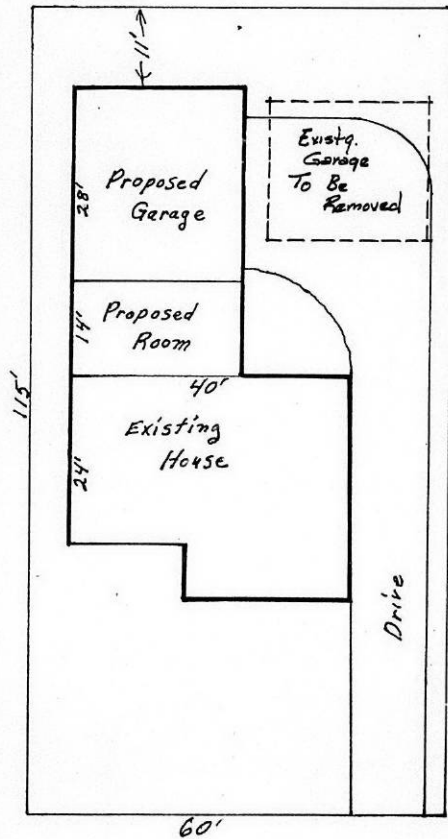 11'
Existg.
Garage
To Be
Removed
Proposed
Garage
28'
Proposed
Room
14'
40'
115'
Existing
House
24'
Drive
60'